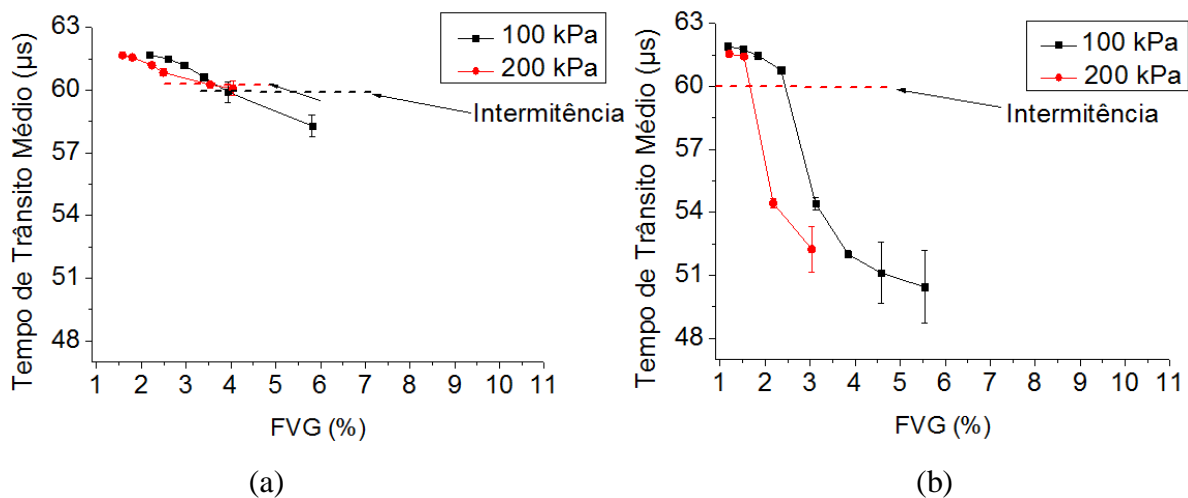 63
60
57
54
51
48
1 2 3 4 5 6 7 8 9 10 11
Tempo de Trânsito Médio (μs)
FVG (%)
100 kPa
200 kPa
Intermitência
(a)
63
60
57
54
51
48
1 2 3 4 5 6 7 8 9 10 11
Tempo de Trânsito Médio (μs)
FVG (%)
100 kPa
200 kPa
Intermitência
(b)